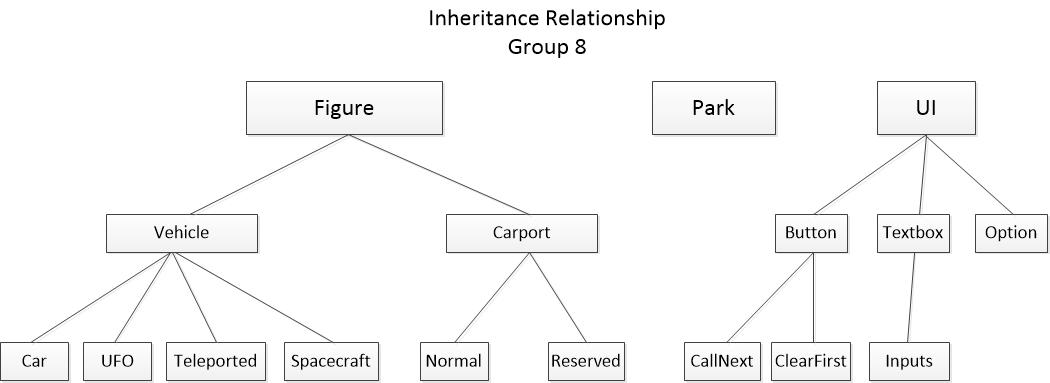 Inheritance Relationship
Group 8
Figure
Park
UI
Vehicle
Carport
Button
Textbox
Option
Car
UFO
Teleported
Spacecraft
Normal
Reserved
CallNext
ClearFirst
Inputs